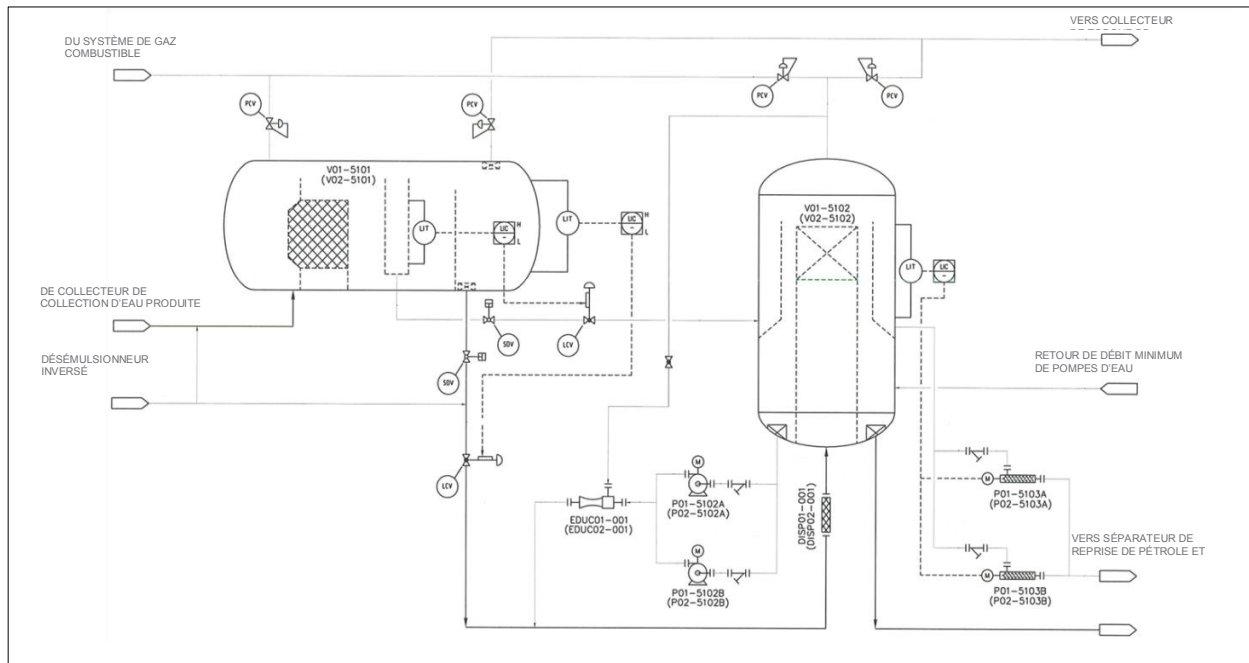 DU SYSTÈME DE GAZ
COMBUSTIBLE
VERS COLLECTEUR
PCV
PCV
PCV
PCV
V01-5101
(V02-5101)
V01-5102
(V02-5102)
LIT
H
L
LIT
H
L
LIT
DE COLLECTEUR DE
COLLECTION D'EAU PRODUITE
SDV
LCV
DÉSÉMULSIONNEUR
INVERSÉ
SDV
RETOUR DE DÉBIT MINIMUM
DE POMPES D'EAU
LCV
M
P01-5102A
(P02-5102A)
EDUC01-001
(EDUC02-001)
DISP01-001
(DISP02-001)
M
P01-5103A
(P02-5103A)
M
P01-5102B
(P02-5102B)
VERS SÉPARATEUR DE
REPRISE DE PÉTROLE ET
M
P01-5103B
(P02-5103B)